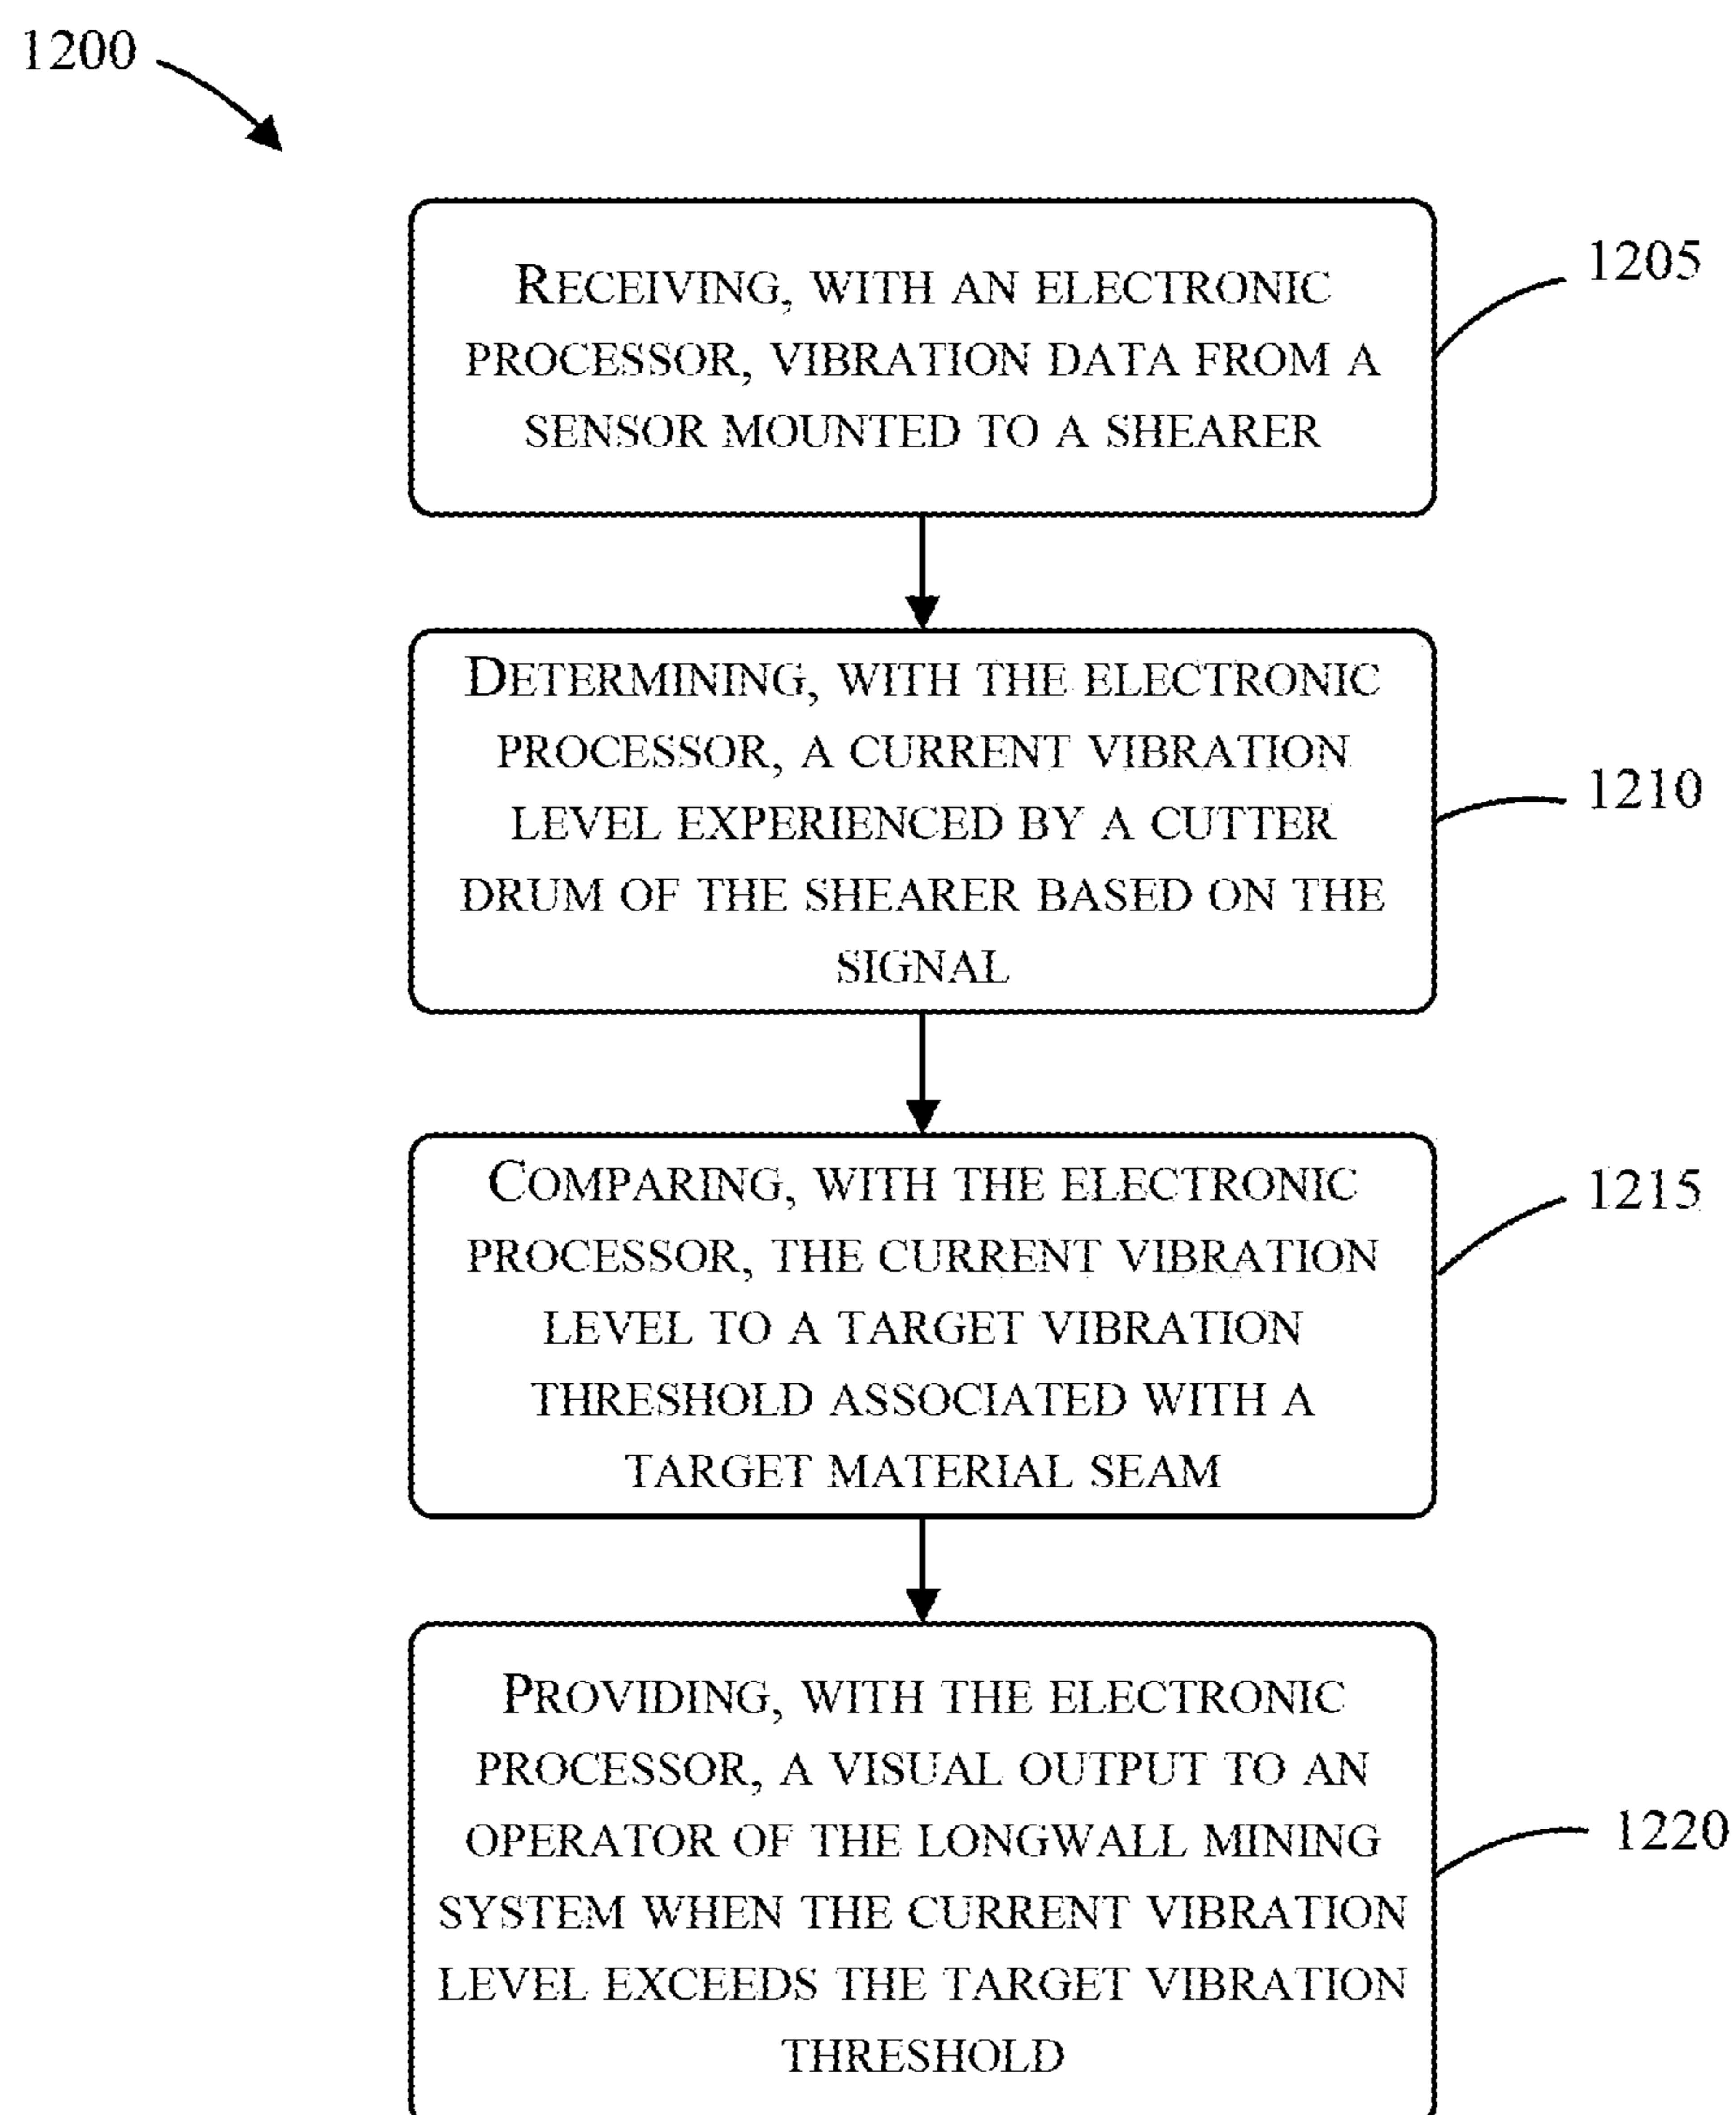 1200
RECEIVING, WITH AN ELECTRONIC
PROCESSOR, VIBRATION DATA FROM A
SENSOR MOUNTED TO A SHEARER
1205
DETERMINING, WITH THE ELECTRONIC
PROCESSOR, A CURRENT VIBRATION
LEVEL EXPERIENCED BY A CUTTER
DRUM OF THE SHEARER BASED ON THE
SIGNAL
1210
COMPARING, WITH THE ELECTRONIC
PROCESSOR, THE CURRENT VIBRATION
LEVEL TO A TARGET VIBRATION
THRESHOLD ASSOCIATED WITH A
TARGET MATERIAL SEAM
1215
PROVIDING, WITH THE ELECTRONIC
PROCESSOR, A VISUAL OUTPUT TO AN
OPERATOR OF THE LONGWALL MINING
SYSTEM WHEN THE CURRENT VIBRATION
LEVEL EXCEEDS THE TARGET VIBRATION
THRESHOLD
1220